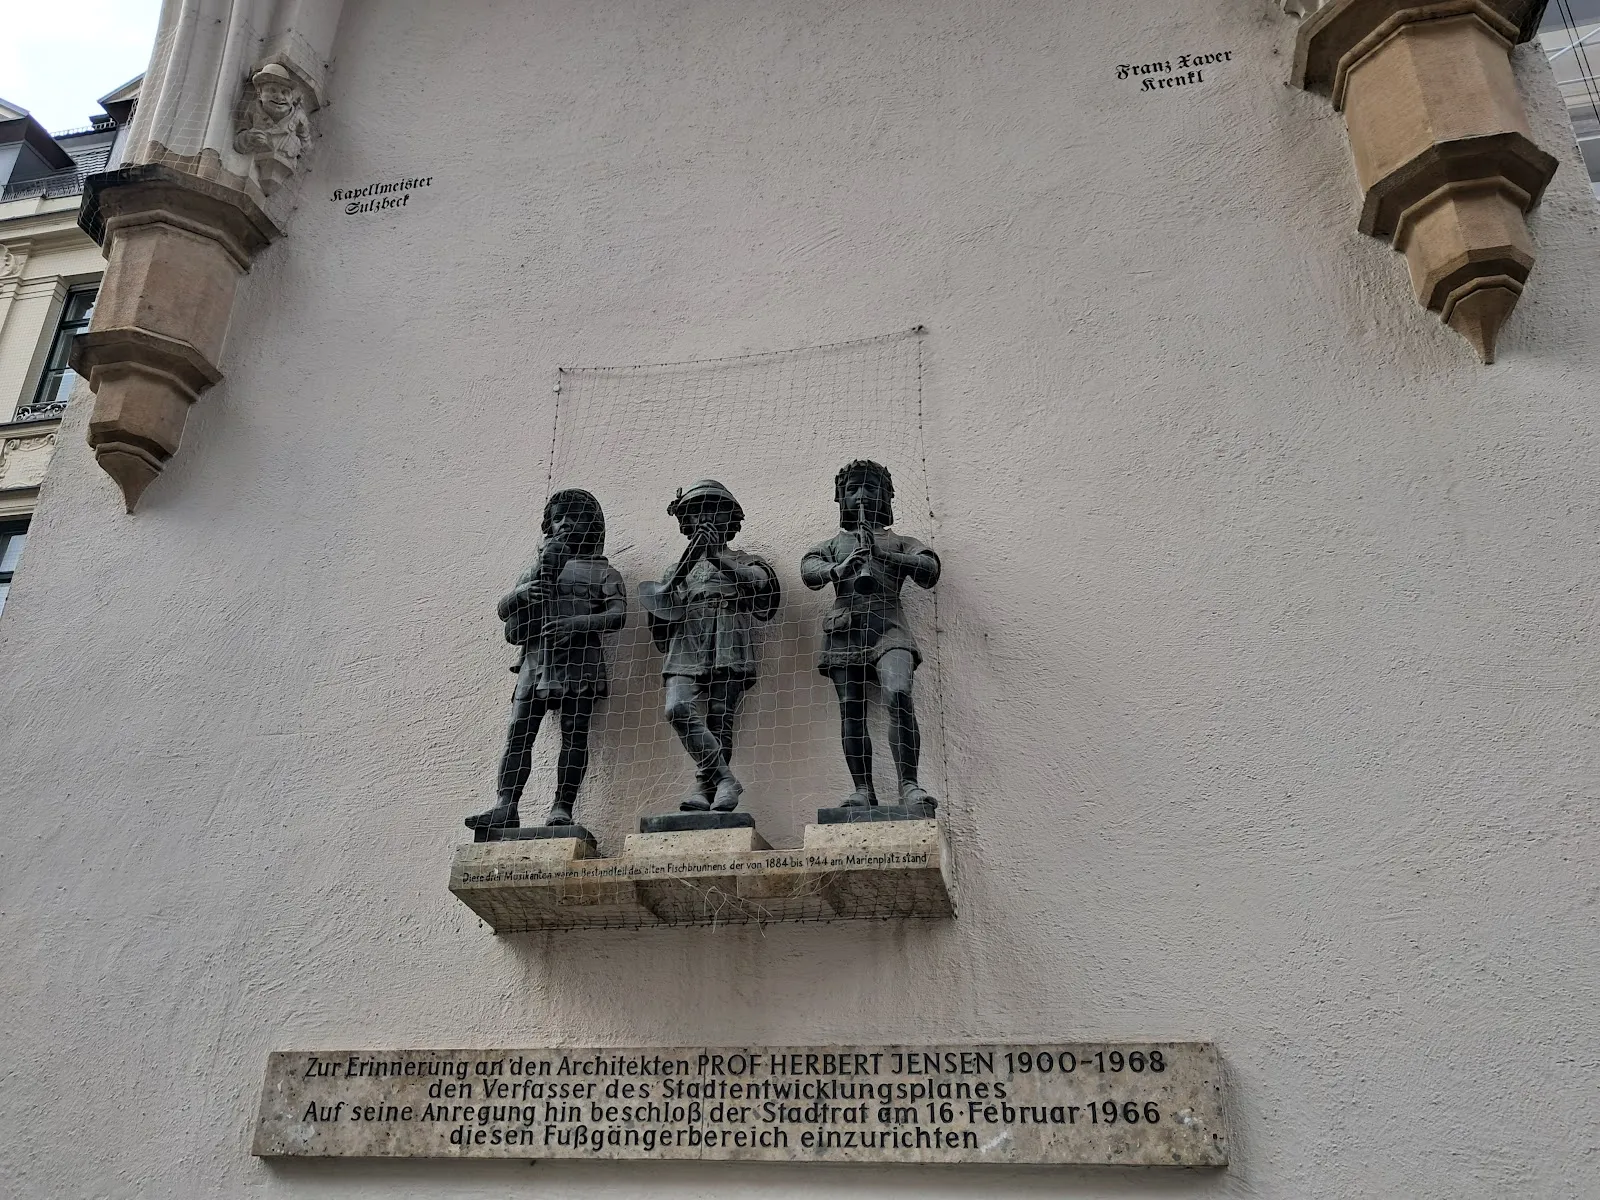 Franz Xaver
Krenkl
Kapellmeister
Sulzbeck
Diese drei Musikanten waren Bestandteil des alten Fischbrunnens der von 1884 bis 1944 am Marienplatz stand
Zur Erinnerung an den Architekten PROF HERBERT JENSEN 1900-1968
den Verfasser des Stadtentwicklungsplanes
Auf seine Anregung hin beschloß der Stadtrat am 16·Februar 1966
diesen Fußgängerbereich einzurichten